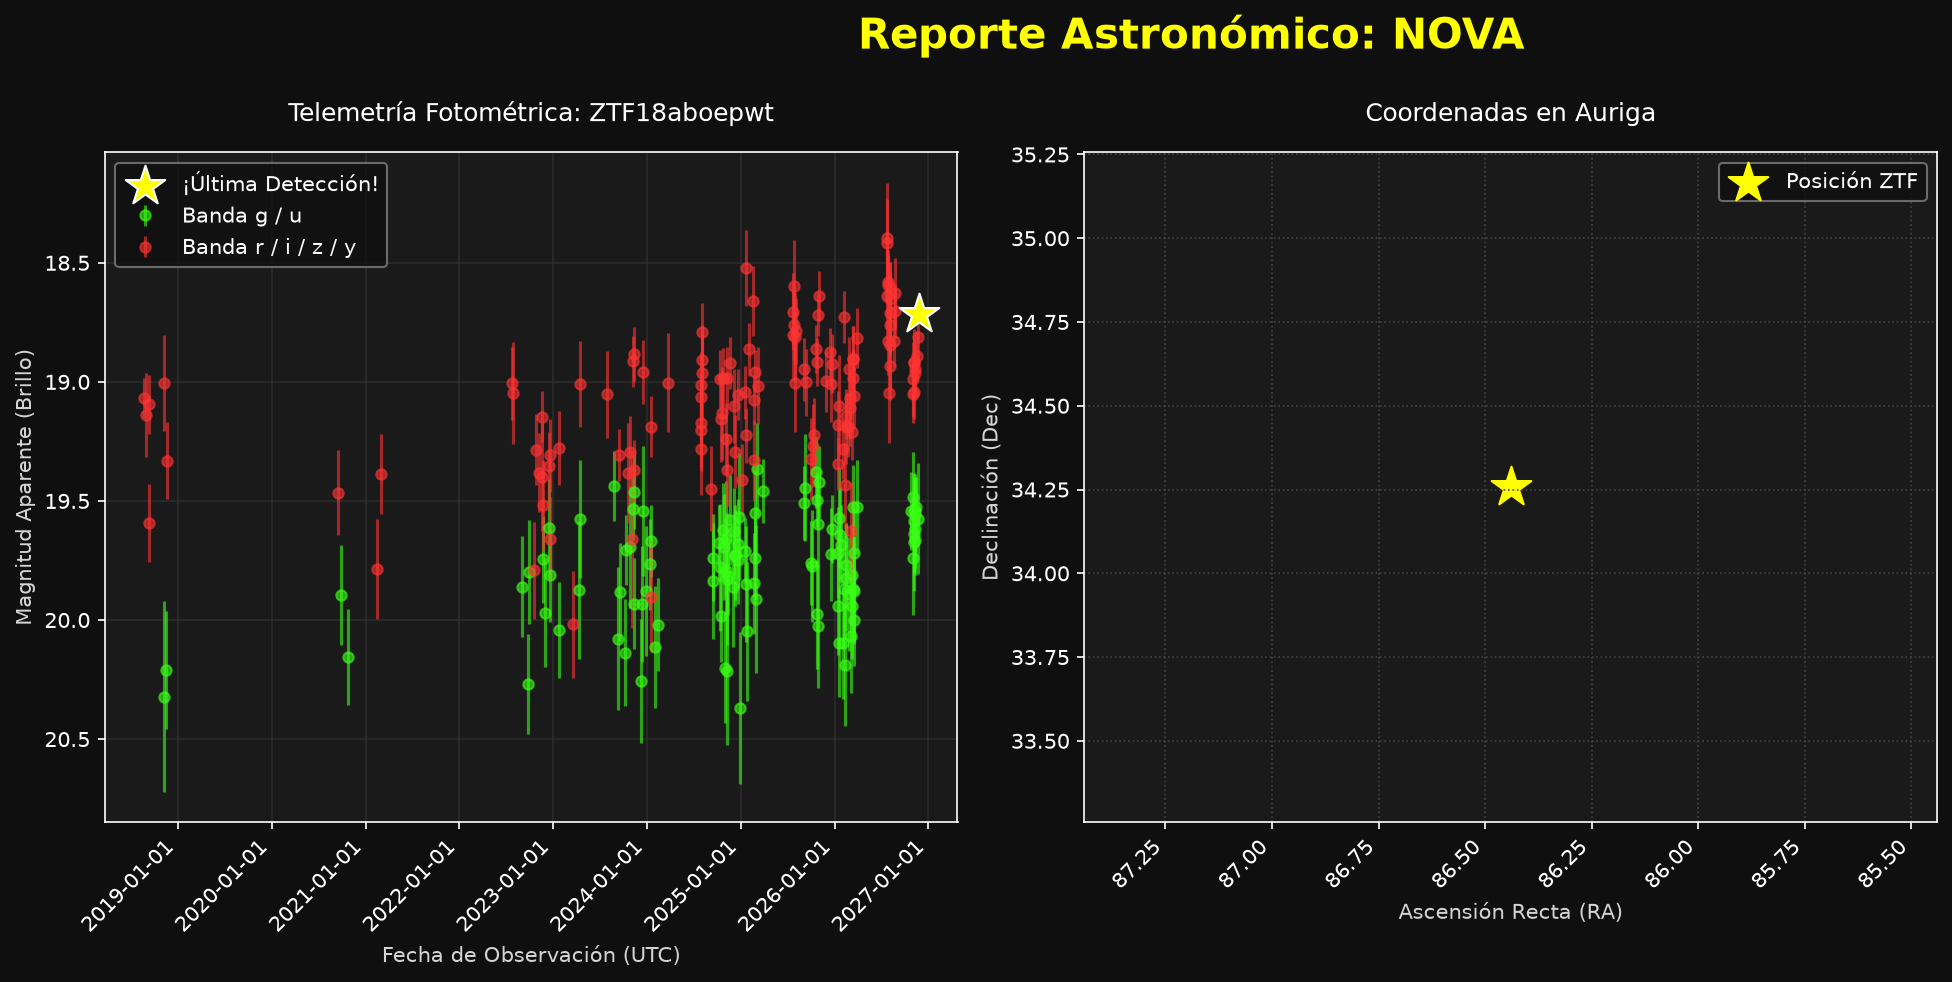 Reporte Astronómico: NOVA
Telemetría Fotométrica: ZTF18aboepwt
¡Última Detección!
Banda g / u
Banda r / i / z / y
Magnitud Aparente (Brillo)
18.5
19.0
19.5
20.0
20.5
2019-01-01
2020-01-01
2021-01-01
2022-01-01
2023-01-01
2024-01-01
2025-01-01
2026-01-01
2027-01-01
Fecha de Observación (UTC)
Coordenadas en Auriga
Posición ZTF
Declinación (Dec)
35.25
35.00
34.75
34.50
34.25
34.00
33.75
33.50
87.25
87.00
86.75
86.50
86.25
86.00
85.75
85.50
Ascensión Recta (RA)